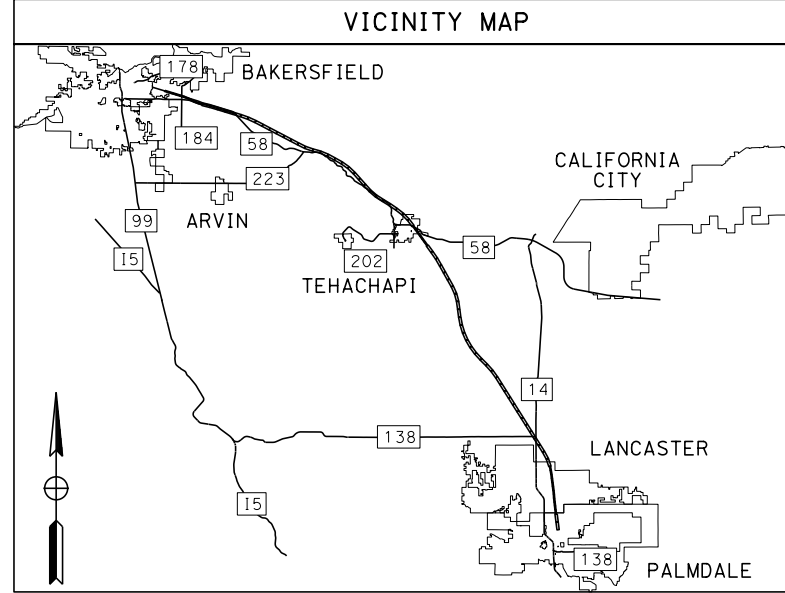 VICINITY MAP
178
BAKERSFIELD
184
58
223
CALIFORNIA
CITY
99
ARVIN
I5
202
58
TEHACHAPI
14
138
LANCASTER
I5
138
PALMDALE